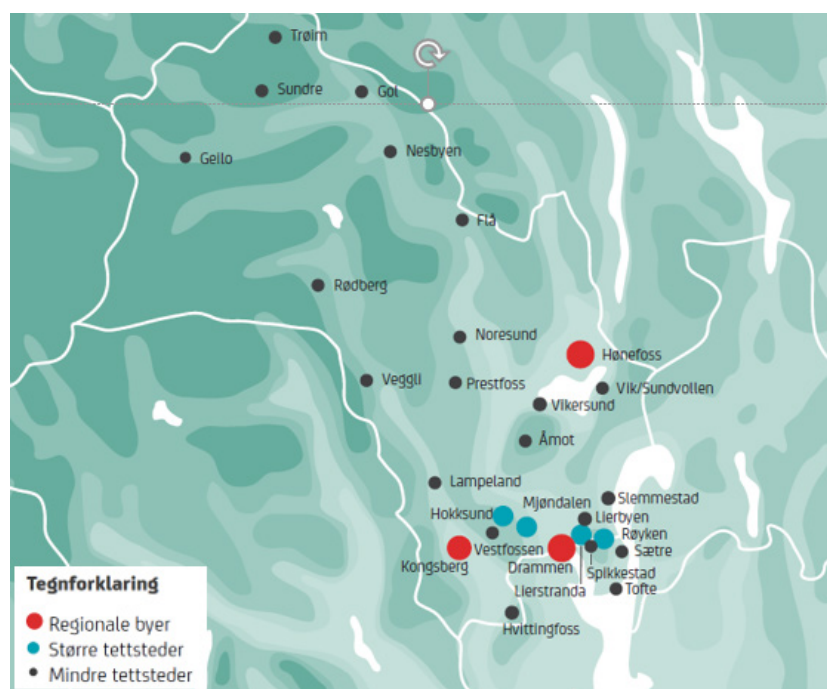 Trøim
Sundre
Gol
Geilo
Nesbyen
Flå
Rødberg
Noresund
Hønefoss
Veggli
Prestfoss
Vik/Sundvollen
Vikersund
Åmot
Lampeland
Mjøndalen
Slemmestad
Hokksund
Lierbyen
Røyken
Vestfossen
Sætre
Kongsberg
Drammen
Spikkestad
Lierstranda
Tofte
Hvittingfoss
Tegnforklaring
Regionale byer
Større tettsteder
Mindre tettsteder